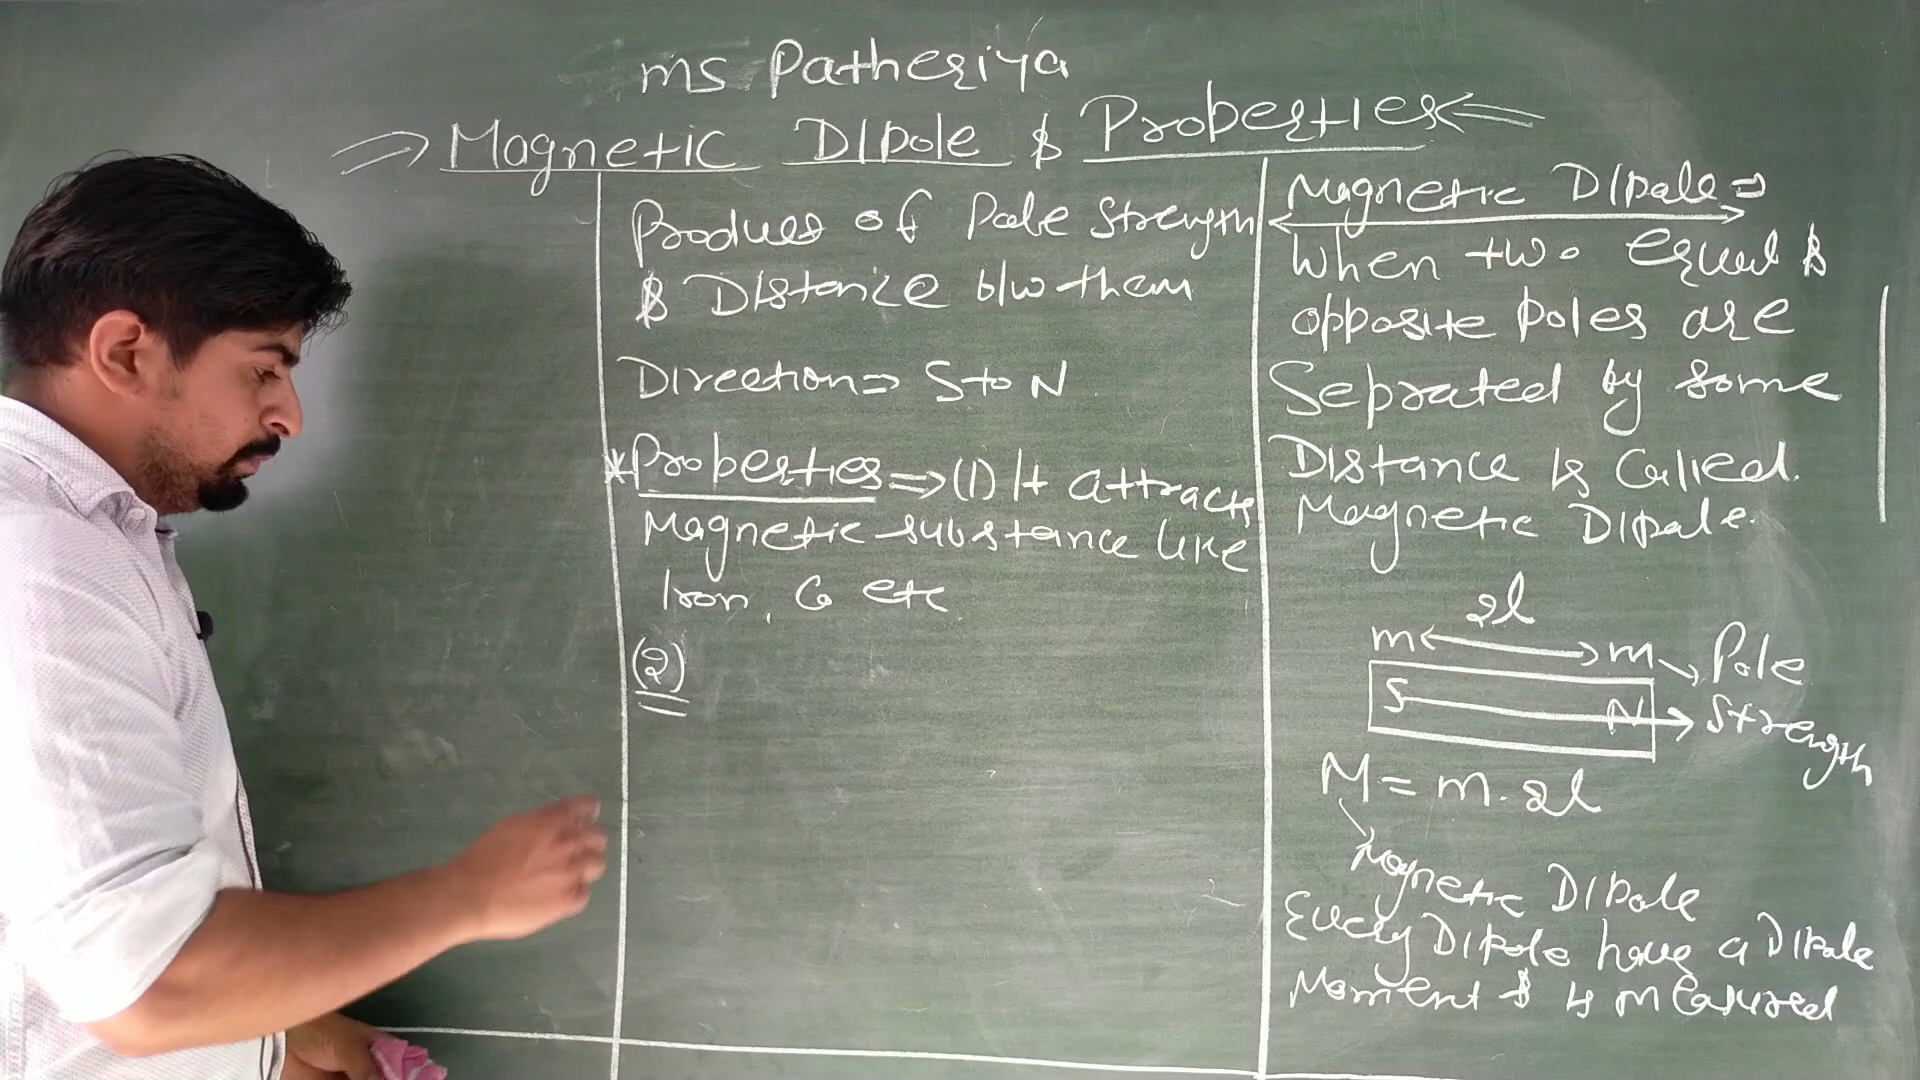 ms Patheriya
⇒ Magnetic Dipole & Properties ⇐
Magnetic Dipole ⇒
When two equal &
opposite poles are
Seprated by some
Distance is Called.
Magnetic Dipole.
2l
m ↔ m → Pole
S N → Strength
M = m. 2l
Magnetic Dipole
Every Dipole have a Dipole
Moment & is measured
Product of Pole Strength
& Distance b/w them
Direction ⇒ S to N
* Properties ⇒ (1) It attracts
Magnetic substance like
Iron, Co etc
(2)